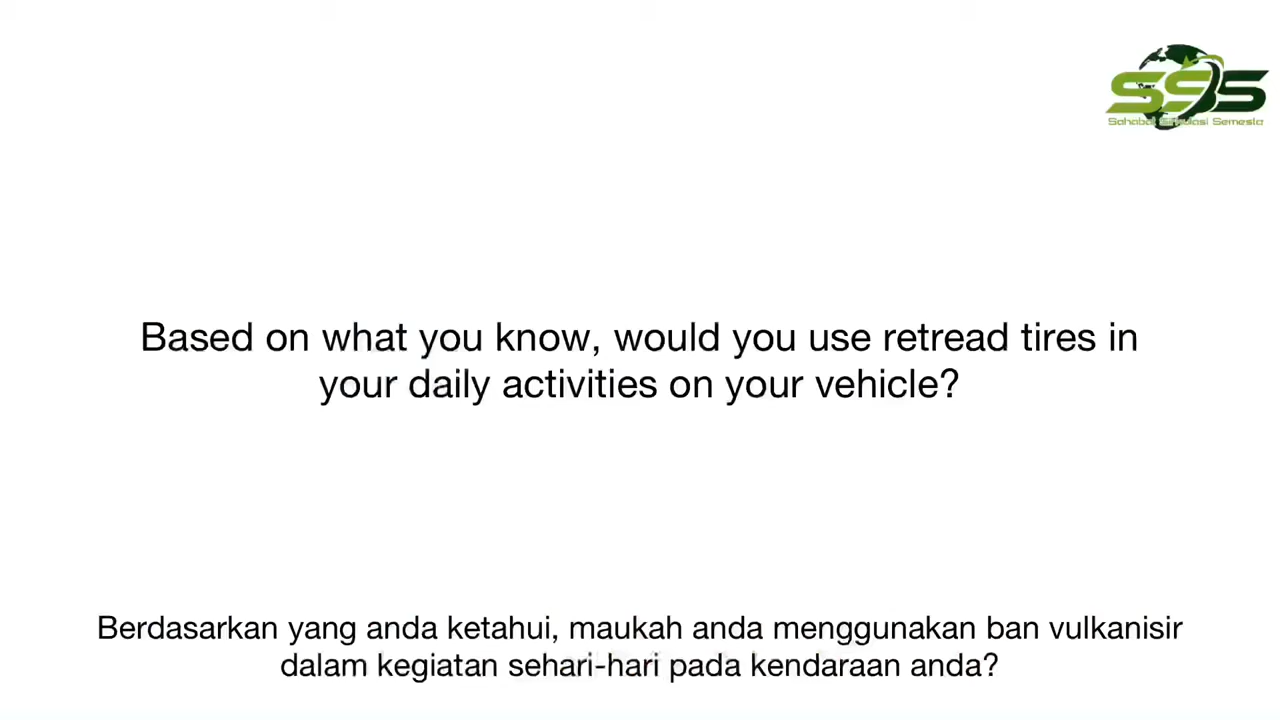 SSS
Sahabat Sirkulasi Semesta
Based on what you know, would you use retread tires in
your daily activities on your vehicle?
Berdasarkan yang anda ketahui, maukah anda menggunakan ban vulkanisir
dalam kegiatan sehari-hari pada kendaraan anda?